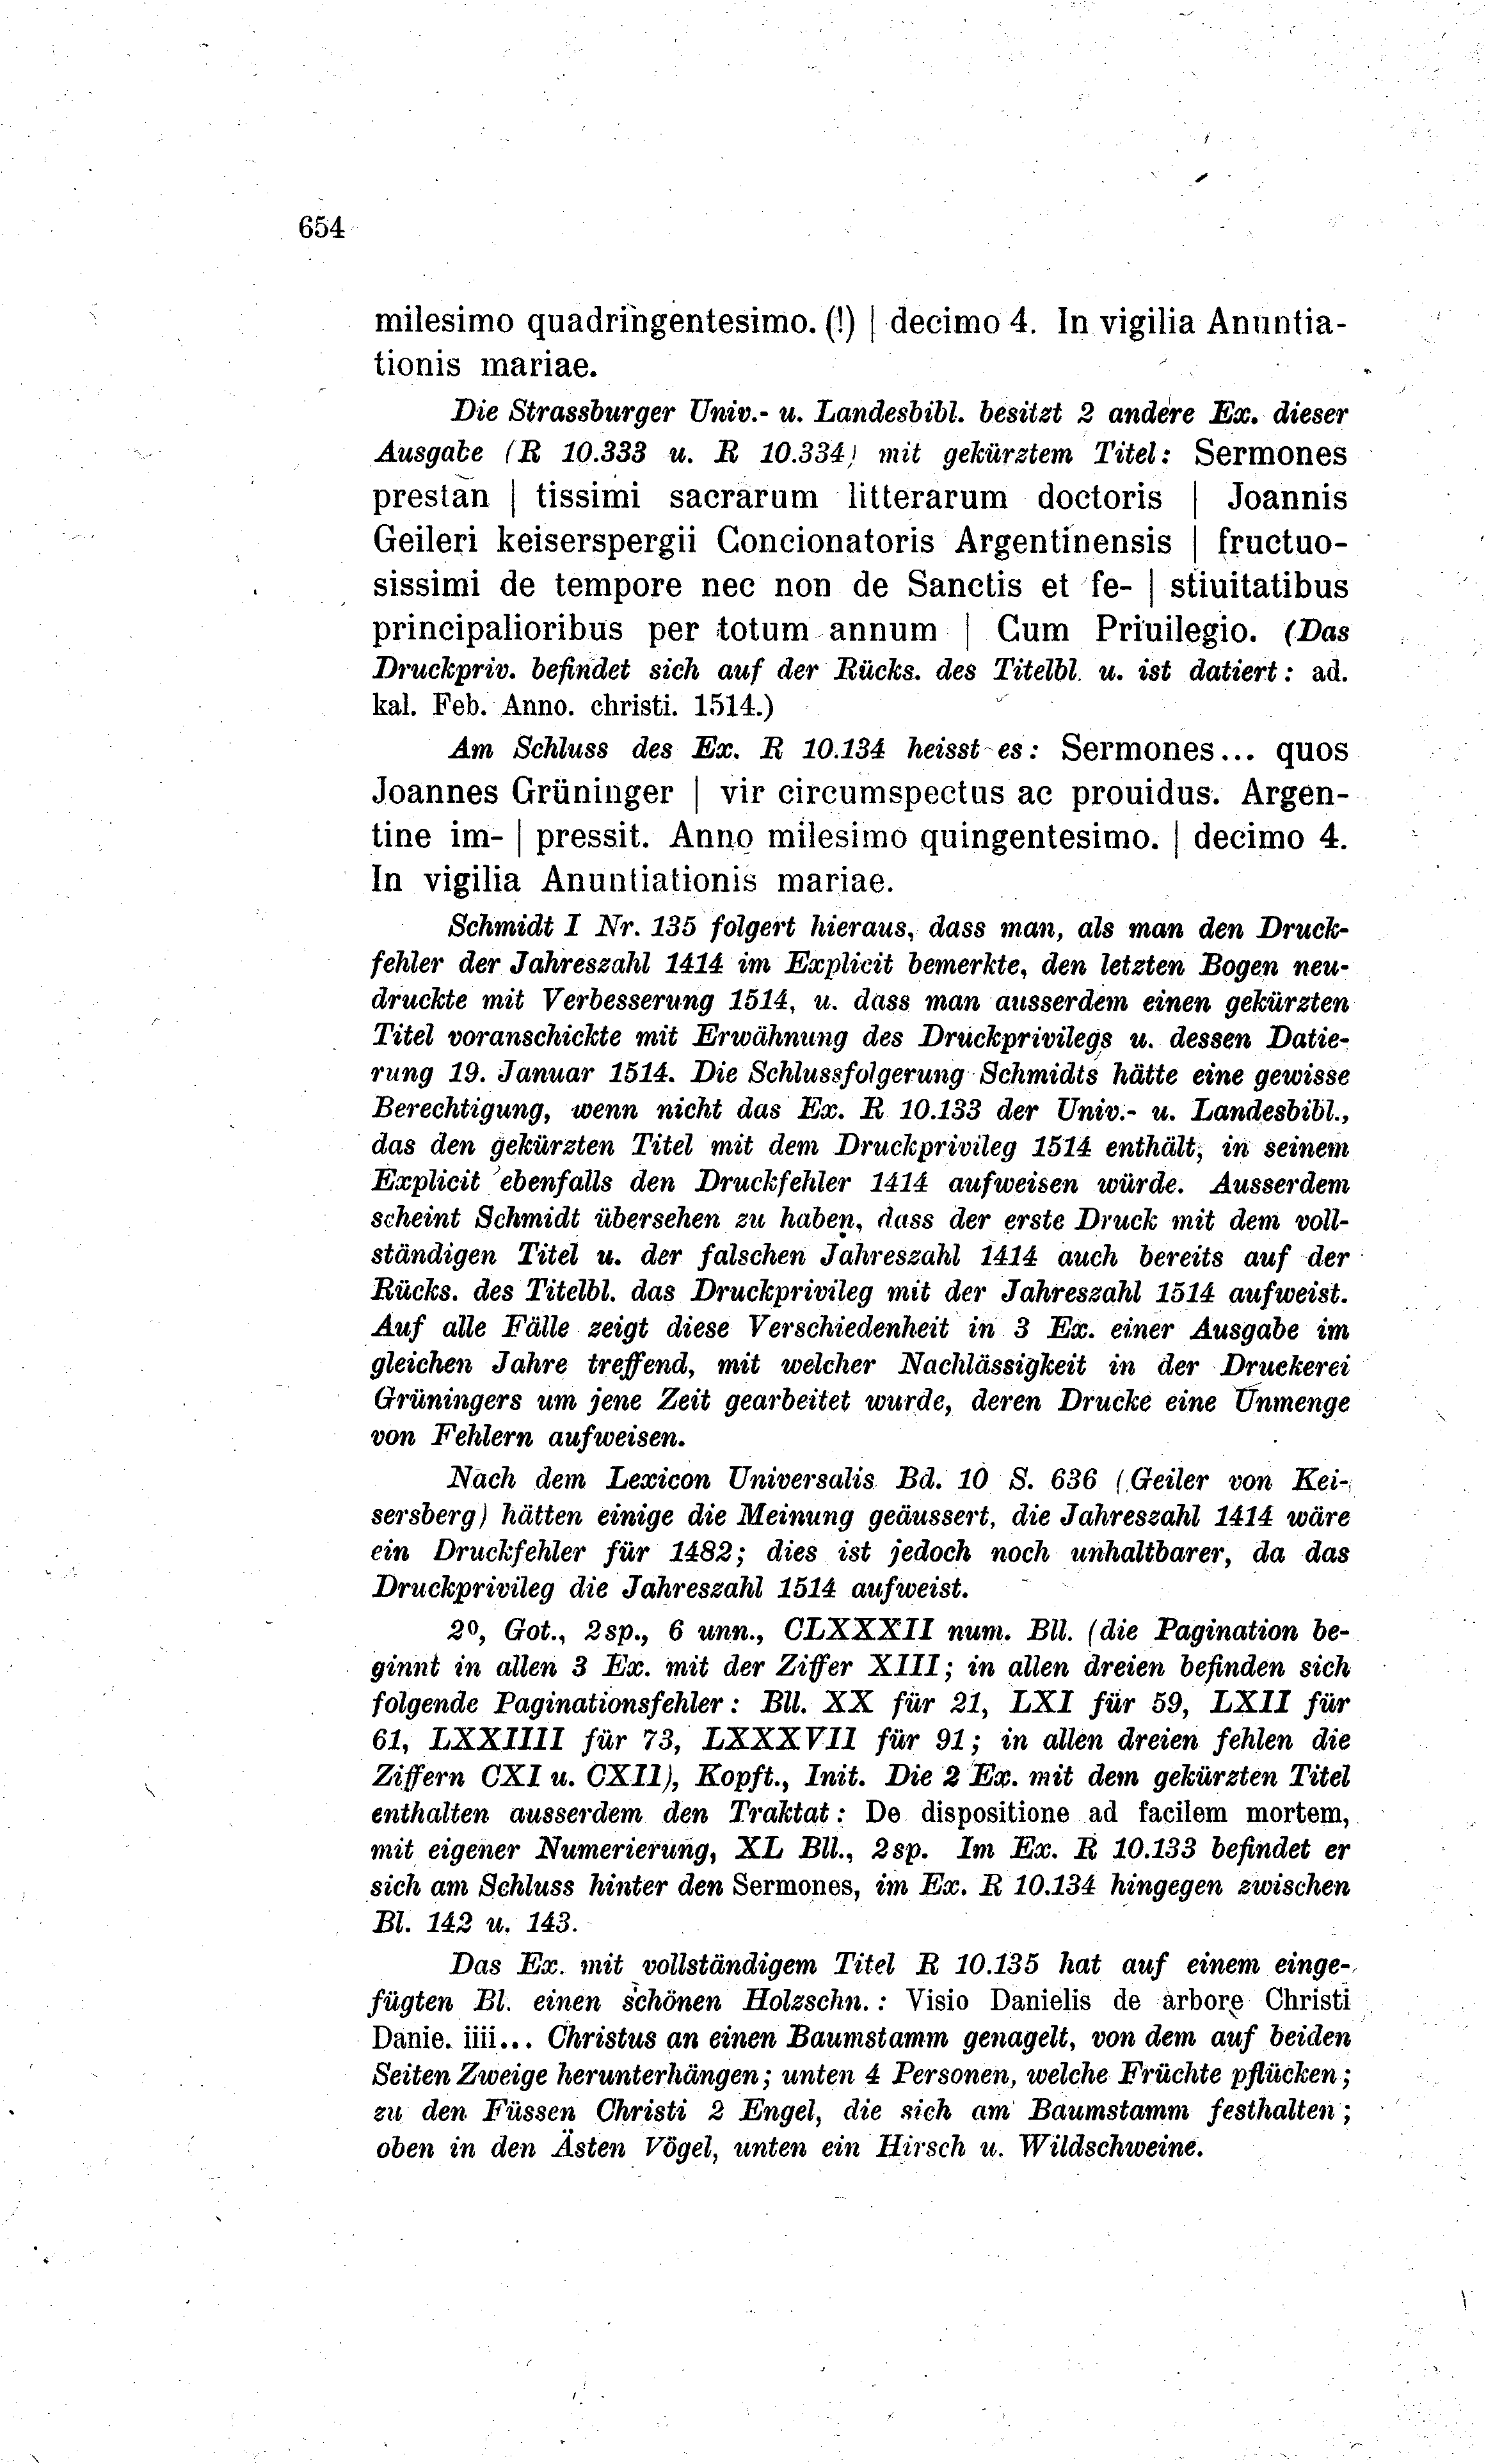 654
milesimo quadringentesimo. (!) | decimo 4. In vigilia Anuntia-
tionis mariae.
Die Strassburger Univ.- u. Landesbibl. besitzt 2 andere Ex. dieser
Ausgabe (R 10.333 u. R 10.334) mit gekürztem Titel: Sermones
prestan | tissimi sacrarum litterarum doctoris | Joannis
Geileri keiserspergii Concionatoris Argentinensis | fructuo-
sissimi de tempore nec non de Sanctis et fe- | stiuitatibus
principalioribus per totum annum | Cum Priuilegio. (Das
Druckpriv. befindet sich auf der Rücks. des Titelbl. u. ist datiert: ad.
kal. Feb. Anno. christi. 1514.)
Am Schluss des Ex. R 10.134 heisst es: Sermones... quos
Joannes Grüninger | vir circumspectus ac prouidus. Argen-
tine im- | pressit. Anno milesimo quingentesimo. | decimo 4.
In vigilia Anuntiationis mariae.
Schmidt I Nr. 135 folgert hieraus, dass man, als man den Druck-
fehler der Jahreszahl 1414 im Explicit bemerkte, den letzten Bogen neu-
druckte mit Verbesserung 1514, u. dass man ausserdem einen gekürzten
Titel voranschickte mit Erwähnung des Druckprivilegs u. dessen Datie-
rung 19. Januar 1514. Die Schlussfolgerung Schmidts hätte eine gewisse
Berechtigung, wenn nicht das Ex. R 10.133 der Univ.- u. Landesbibl.,
das den gekürzten Titel mit dem Druckprivileg 1514 enthält, in seinem
Explicit ebenfalls den Druckfehler 1414 aufweisen würde. Ausserdem
scheint Schmidt übersehen zu haben, dass der erste Druck mit dem voll-
ständigen Titel u. der falschen Jahreszahl 1414 auch bereits auf der
Rücks. des Titelbl. das Druckprivileg mit der Jahreszahl 1514 aufweist.
Auf alle Fälle zeigt diese Verschiedenheit in 3 Ex. einer Ausgabe im
gleichen Jahre treffend, mit welcher Nachlässigkeit in der Druckerei
Grüningers um jene Zeit gearbeitet wurde, deren Drucke eine Unmenge
von Fehlern aufweisen.
Nach dem Lexicon Universalis Bd. 10 S. 636 (Geiler von Kei-
sersberg) hätten einige die Meinung geäussert, die Jahreszahl 1414 wäre
ein Druckfehler für 1482; dies ist jedoch noch unhaltbarer, da das
Druckprivileg die Jahreszahl 1514 aufweist.
2⁰, Got., 2sp., 6 unn., CLXXXII num. Bll. (die Pagination be-
ginnt in allen 3 Ex. mit der Ziffer XIII; in allen dreien befinden sich
folgende Paginationsfehler: Bll. XX für 21, LXI für 59, LXII für
61, LXXIIII für 73, LXXXVII für 91; in allen dreien fehlen die
Ziffern CXI u. CXII), Kopft., Init. Die 2 Ex. mit dem gekürzten Titel
enthalten ausserdem den Traktat: De dispositione ad facilem mortem,
mit eigener Numerierung, XL Bll., 2sp. Im Ex. R 10.133 befindet er
sich am Schluss hinter den Sermones, im Ex. R 10.134 hingegen zwischen
Bl. 142 u. 143.
Das Ex. mit vollständigem Titel R 10.135 hat auf einem einge-
fügten Bl. einen schönen Holzschn.: Visio Danielis de arbore Christi
Danie. iiii... Christus an einen Baumstamm genagelt, von dem auf beiden
Seiten Zweige herunterhängen; unten 4 Personen, welche Früchte pflücken;
zu den Füssen Christi 2 Engel, die sich am Baumstamm festhalten;
oben in den Ästen Vögel, unten ein Hirsch u. Wildschweine.